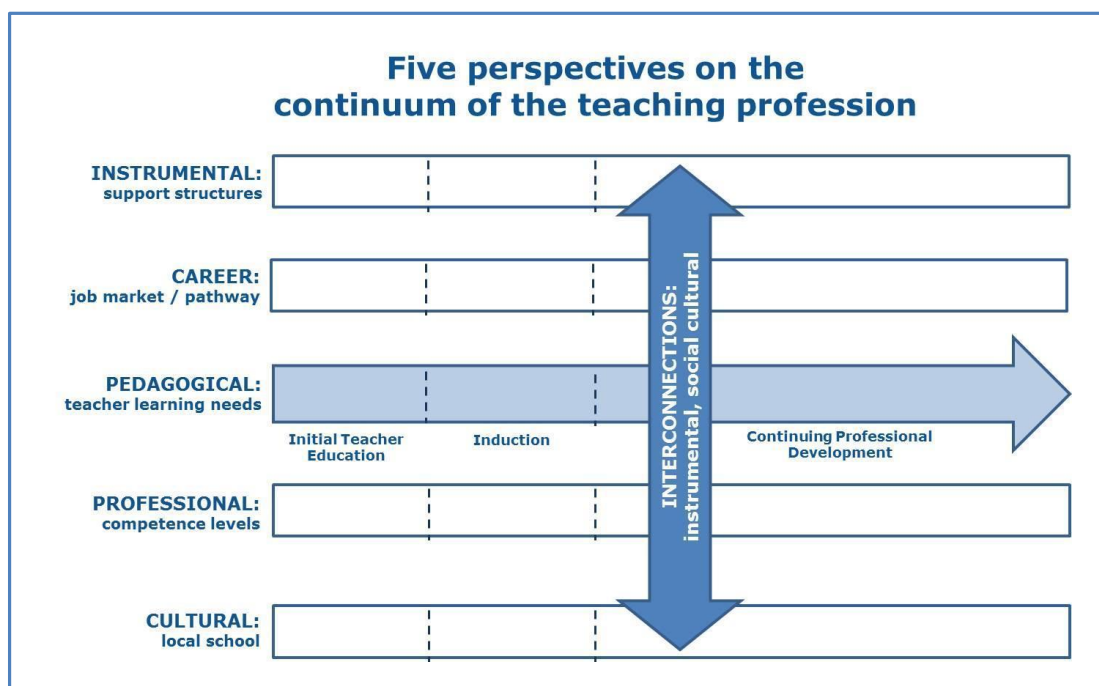 Five perspectives on the
continuum of the teaching profession
INSTRUMENTAL:
support structures
CAREER:
job market / pathway
PEDAGOGICAL:
teacher learning needs
Initial Teacher
Education
Induction
Continuing Professional
Development
PROFESSIONAL:
competence levels
CULTURAL:
local school
INTERCONNECTIONS:
instrumental, social cultural